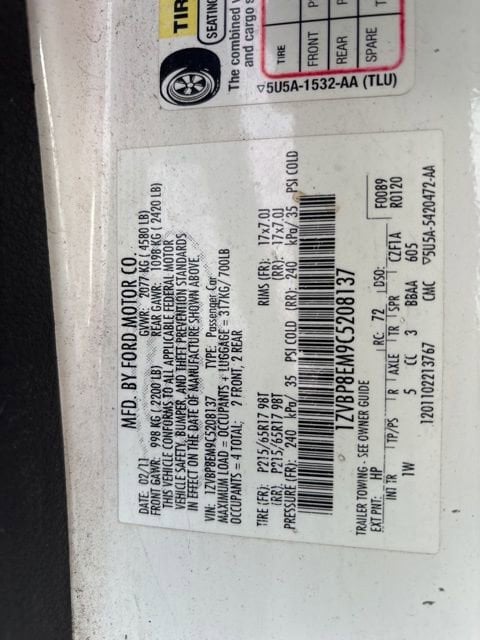 TIR
SEATING
The combined
and cargo s
TIRE
FRONT P
REAR P
SPARE T
▽5U5A-1532-AA (TLU)
MFD. BY FORD MOTOR CO.
DATE: 02/11 GVWR: 2077 KG ( 4580 LB)
FRONT GAWR: 998 KG ( 2200 LB) REAR GAWR: 1098 KG ( 2420 LB)
THIS VEHICLE CONFORMS TO ALL APPLICABLE FEDERAL MOTOR
VEHICLE SAFETY, BUMPER, AND THEFT PREVENTION STANDARDS
IN EFFECT ON THE DATE OF MANUFACTURE SHOWN ABOVE.
VIN: 1ZVBP8EM9C5208137 TYPE: Passenger Car
MAXIMUM LOAD = OCCUPANTS + LUGGAGE = 317KG/ 700LB
OCCUPANTS = 4 TOTAL; 2 FRONT, 2 REAR
TIRE (FR): P215/65R17 98T RIMS (FR): 17x7.0J
(RR): P215/65R17 98T (RR): 17x7.0J
PRESSURE (FR): 240 kPa/ 35 PSI COLD (RR): 240 kPa/ 35 PSI COLD
1ZVBP8EM9C5208137
TRAILER TOWING - SEE OWNER GUIDE F0089
EXT PNT: HP RC: 72 DSO: R0120
INT TR TP/PS R AXLE TR SPR C2F1A
1W 5 CC 3 BBAA 605
12011022137​67 CMC ▽5U5A-5420472-AA